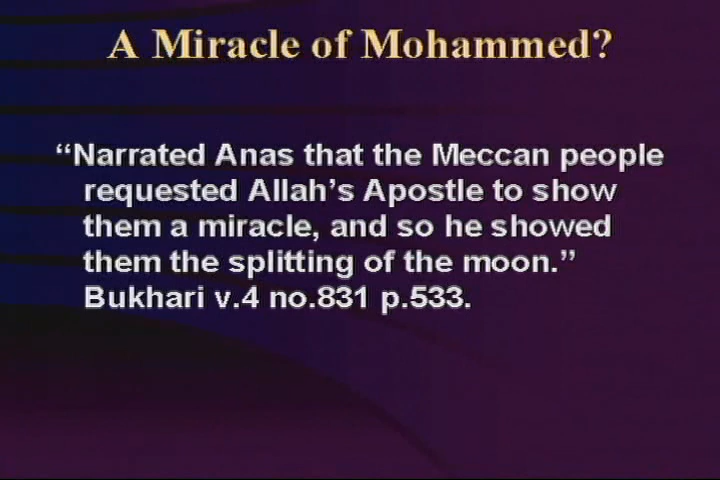 A Miracle of Mohammed?
“Narrated Anas that the Meccan people
requested Allah’s Apostle to show
them a miracle, and so he showed
them the splitting of the moon.”
Bukhari v.4 no.831 p.533.